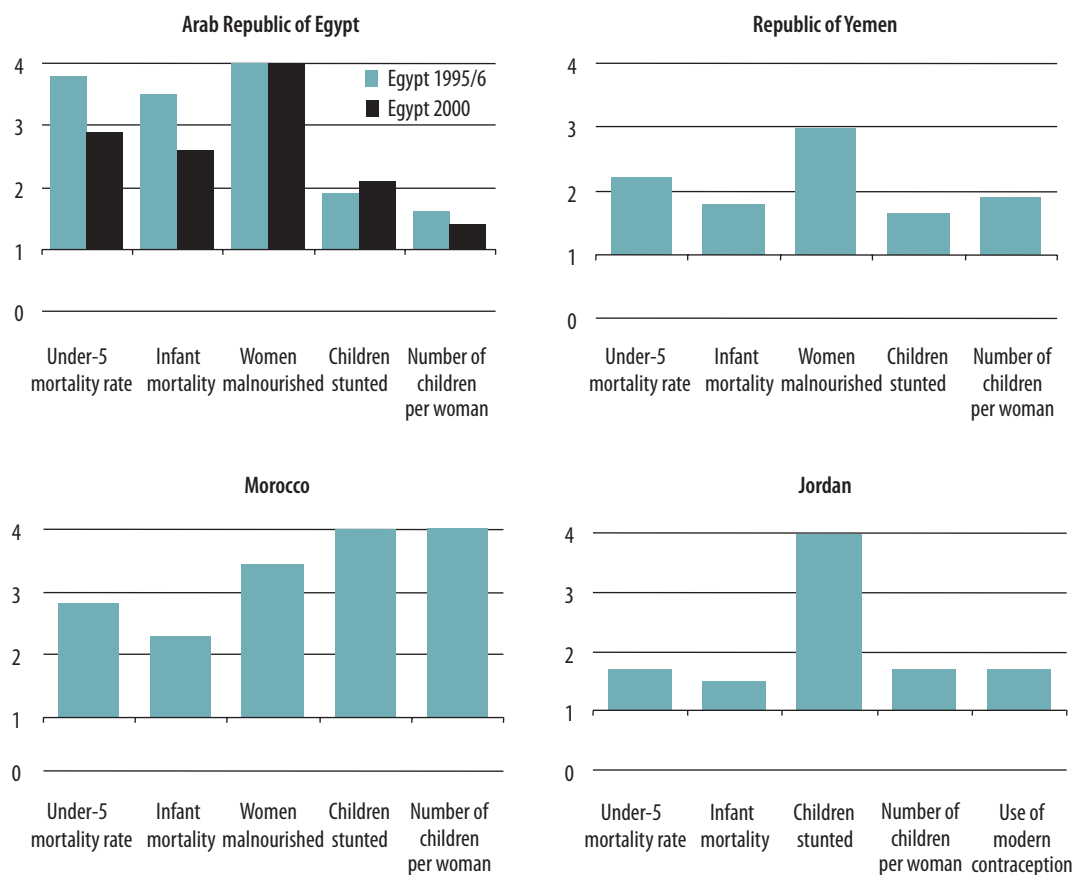 Arab Republic of Egypt
4
3
2
1
0
Egypt 1995/6
Egypt 2000
Under-5
mortality rate
Infant
mortality
Women
malnourished
Children
stunted
Number of
children
per woman
Republic of Yemen
4
3
2
1
0
Under-5
mortality rate
Infant
mortality
Women
malnourished
Children
stunted
Number of
children
per woman
Morocco
4
3
2
1
0
Under-5
mortality rate
Infant
mortality
Women
malnourished
Children
stunted
Number of
children
per woman
Jordan
4
3
2
1
0
Under-5
mortality rate
Infant
mortality
Children
stunted
Number of
children
per woman
Use of
modern
contraception